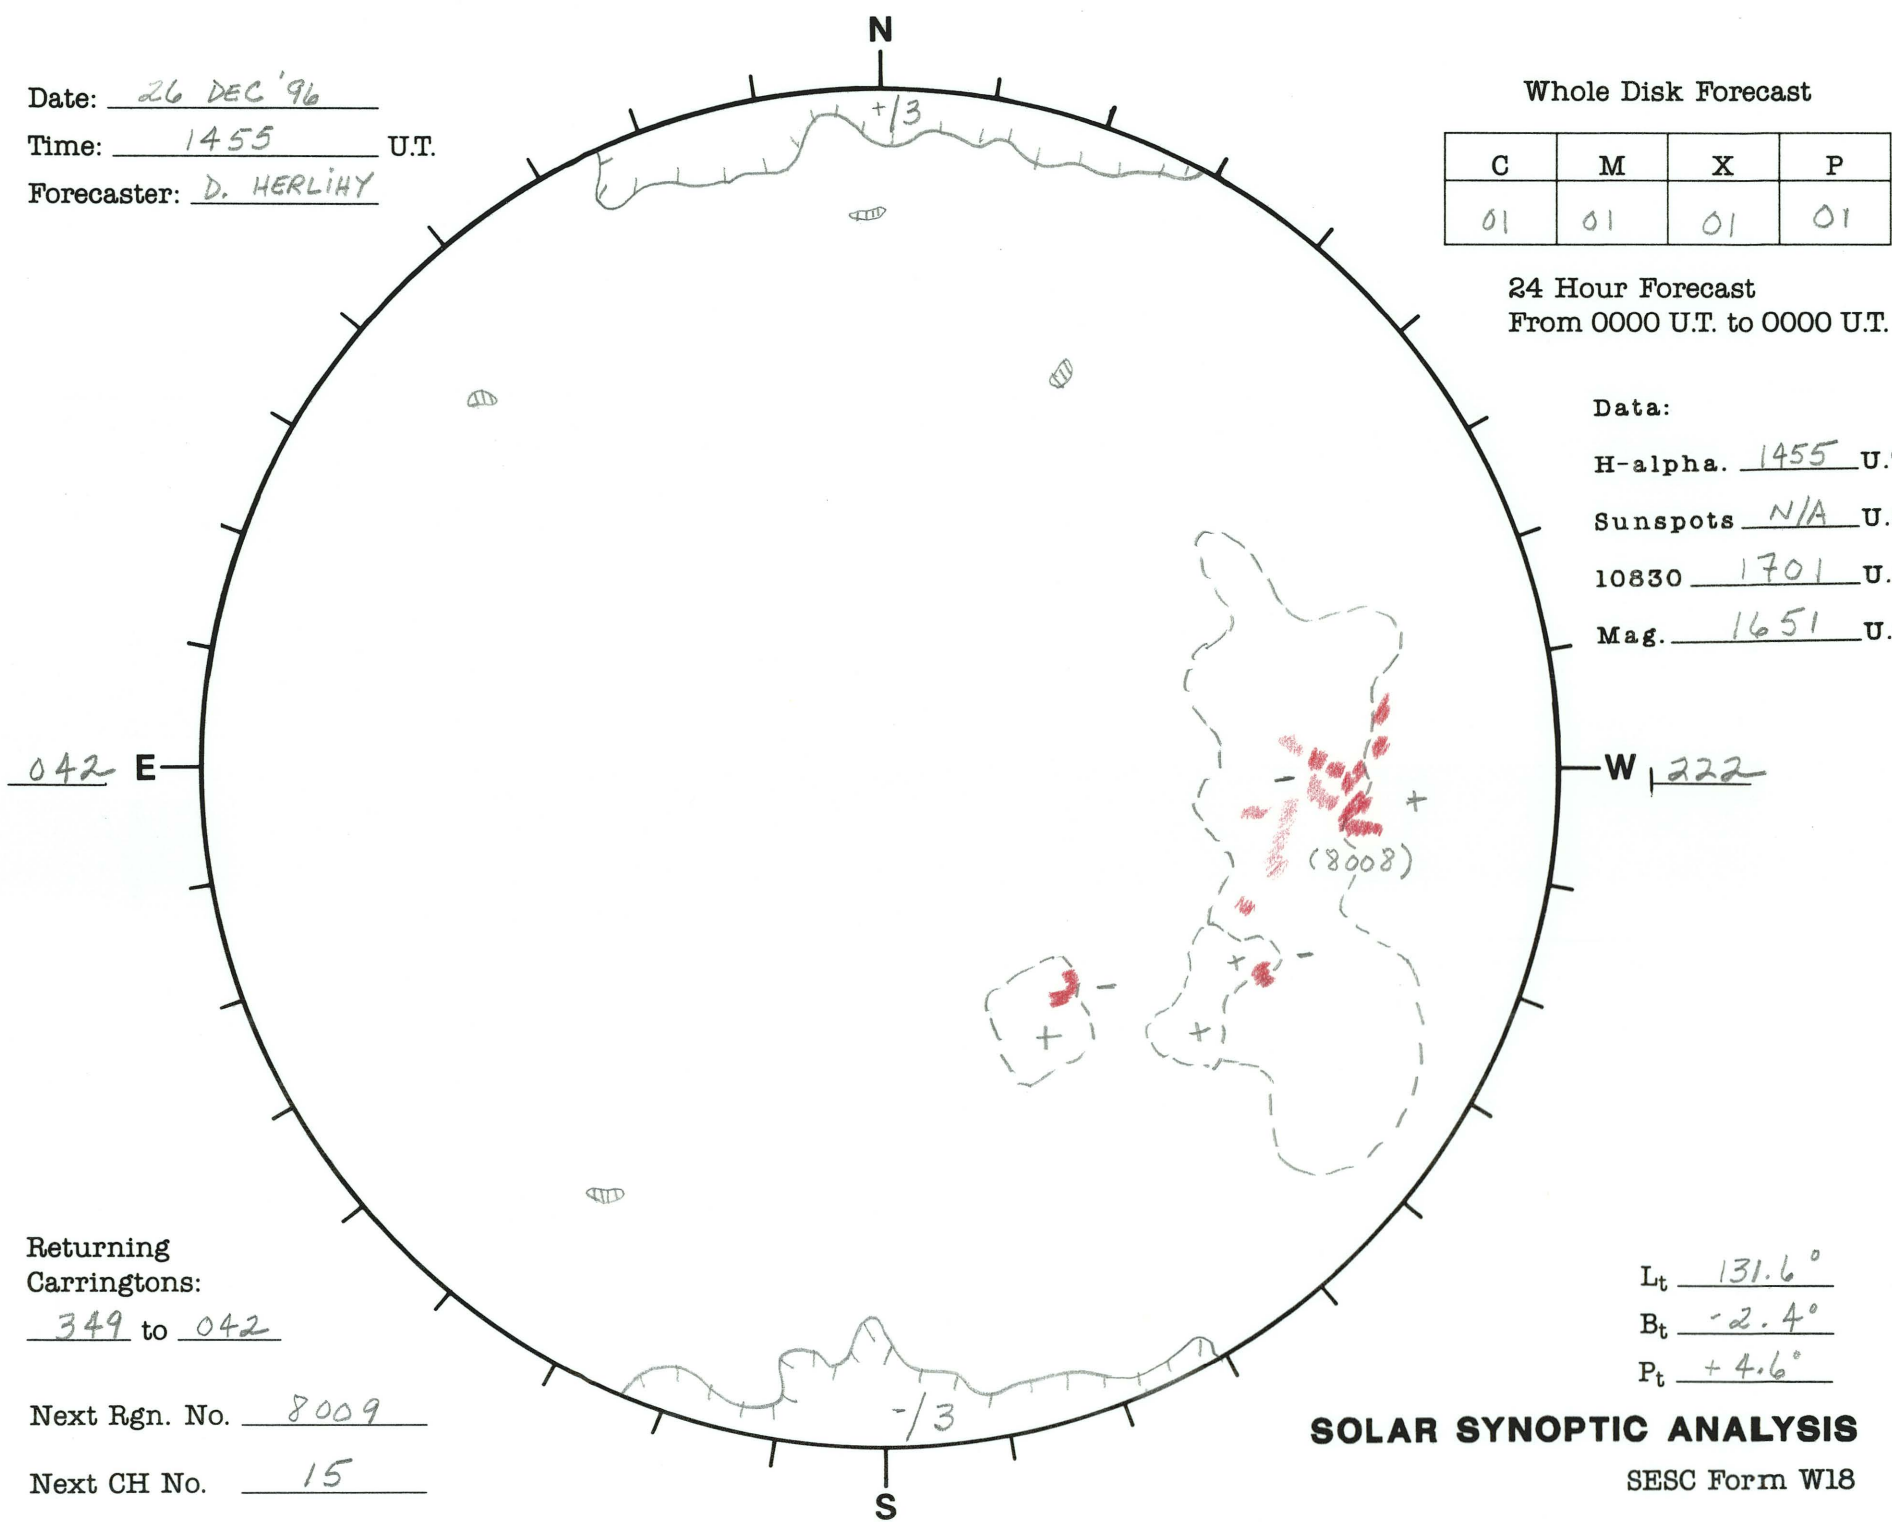 N
Date: 26 DEC '96
Time: 1455 U.T.
Forecaster: D. HERLIHY
Whole Disk Forecast
C M X P
01 01 01 01
24 Hour Forecast
From 0000 U.T. to 0000 U.T.
Data:
H-alpha. 1455 U.
Sunspots N/A U.
10830 1701 U.
Mag. 1651 U.
+/3
042 E
W 222
-
+
(8008)
+ -
-
+
+
-/3
S
Returning
Carringtons:
349 to 042
Next Rgn. No. 8009
Next CH No. 15
Lt 131.6°
Bt -2.4°
Pt +4.6°
SOLAR SYNOPTIC ANALYSIS
SESC Form W18